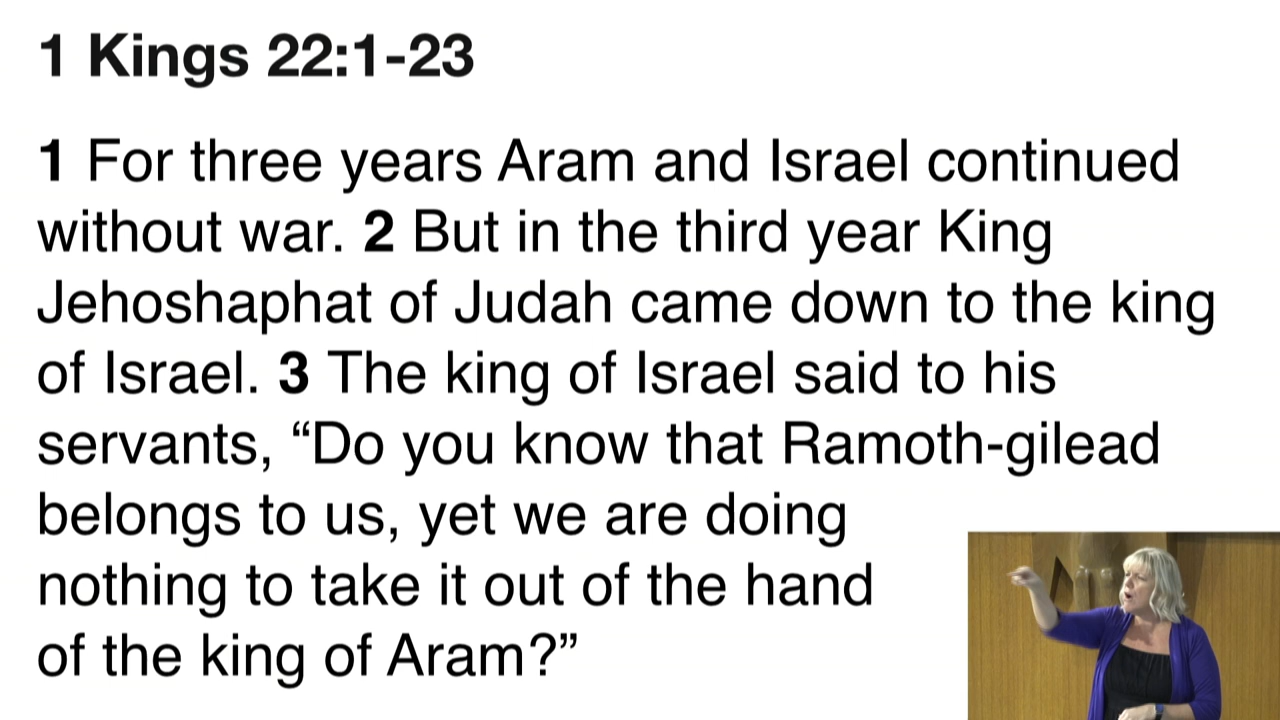 1 Kings 22:1-23
1 For three years Aram and Israel continued
without war. 2 But in the third year King
Jehoshaphat of Judah came down to the king
of Israel. 3 The king of Israel said to his
servants, “Do you know that Ramoth-gilead
belongs to us, yet we are doing
nothing to take it out of the hand
of the king of Aram?”